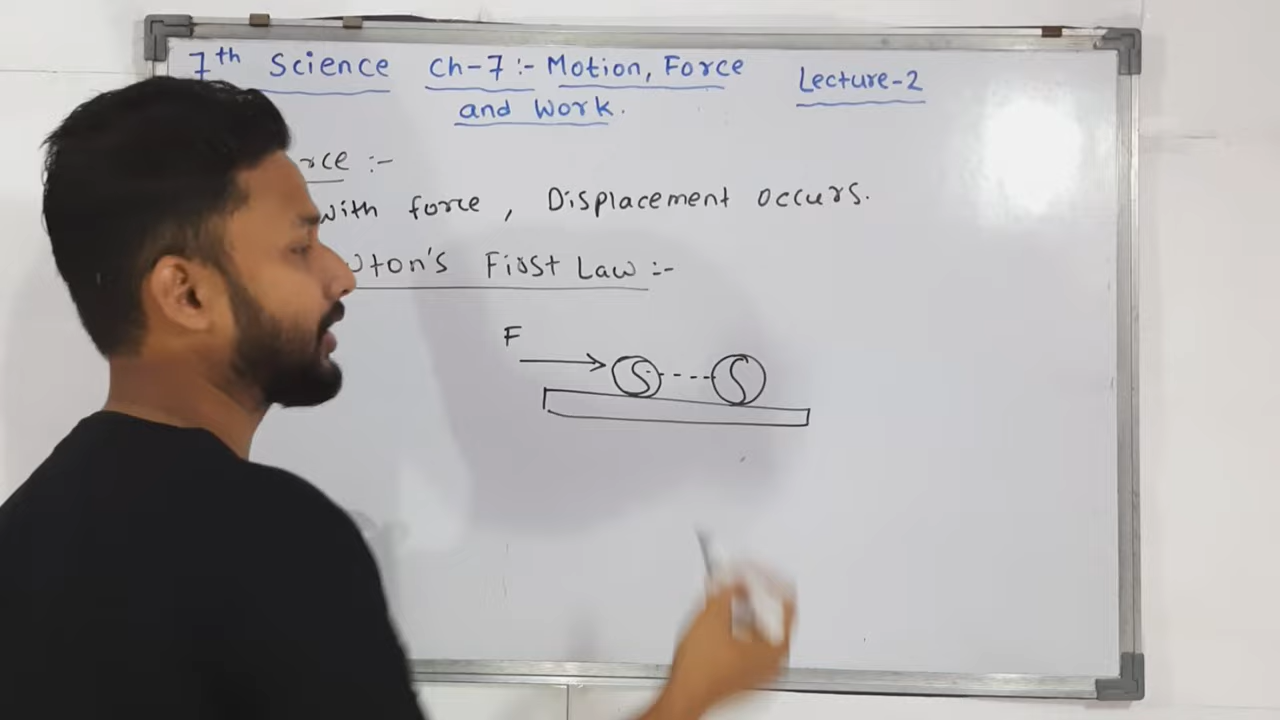 7th Science Ch-7:- Motion, Force Lecture-2
and Work.
:-
with force, Displacement occurs.
First Law :-
F